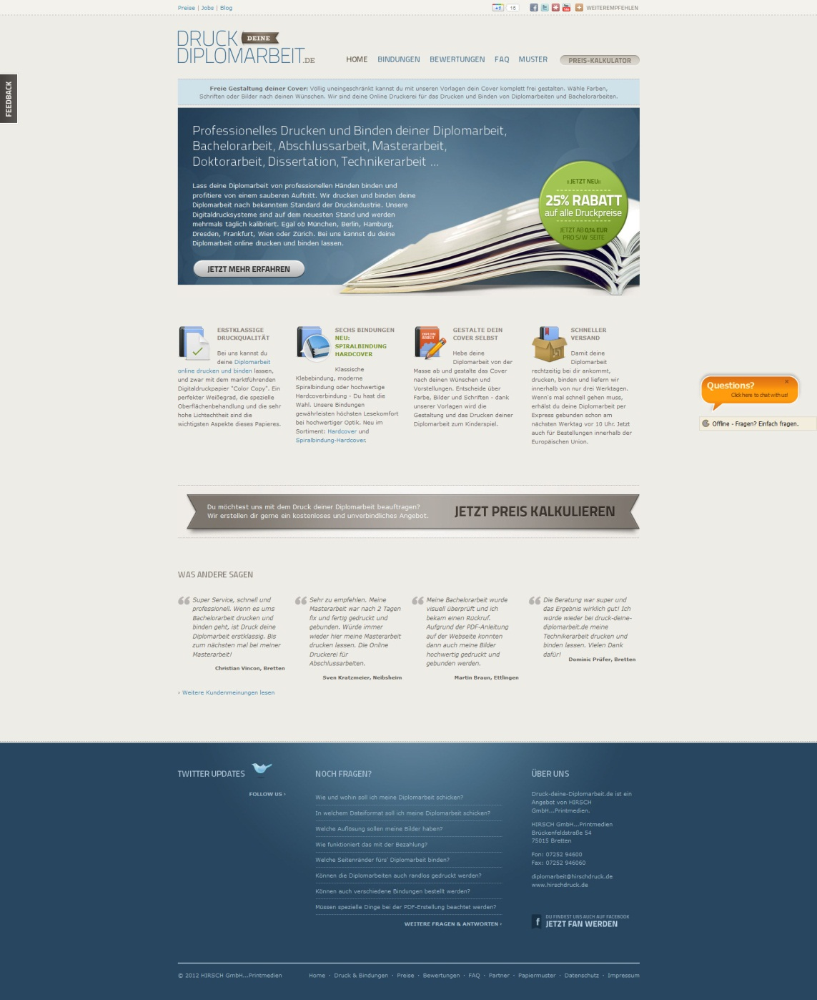 Preise | Jobs | Blog
+1 16 WEITEREMPFEHLEN
DRUCK DEINE
DIPLOMARBEIT.DE
HOME BINDUNGEN BEWERTUNGEN FAQ MUSTER PREIS-KALKULATOR
FEEDBACK
Freie Gestaltung deiner Cover: Völlig uneingeschränkt kannst du mit unseren Vorlagen dein Cover komplett frei gestalten. Wähle Farben,
Schriften oder Bilder nach deinen Wünschen. Wir sind deine Online Druckerei für das Drucken und Binden von Diplomarbeiten und Bachelorarbeiten.
Professionelles Drucken und Binden deiner Diplomarbeit,
Bachelorarbeit, Abschlussarbeit, Masterarbeit,
Doktorarbeit, Dissertation, Technikerarbeit ...
Lass deine Diplomarbeit von professionellen Händen binden und
profitiere von einem sauberen Auftritt. Wir drucken und binden deine
Diplomarbeit nach bekanntem Standard der Druckindustrie. Unsere
Digitaldrucksysteme sind auf dem neuesten Stand und werden
mehrmals täglich kalibriert. Egal ob München, Berlin, Hamburg,
Dresden, Frankfurt, Wien oder Zürich. Bei uns kannst du deine
Diplomarbeit online drucken und binden lassen.
JETZT MEHR ERFAHREN
:: JETZT NEU::
25% RABATT
auf alle Druckpreise
JETZT AB 0,14 EUR
PRO S/W SEITE
ERSTKLASSIGE
DRUCKQUALITÄT
Bei uns kannst du
deine Diplomarbeit
online drucken und binden lassen,
und zwar mit dem marktführenden
Digitaldruckpapier "Color Copy". Ein
perfekter Weißegrad, die spezielle
Oberflächenbehandlung und die sehr
hohe Lichtechtheit sind die
wichtigsten Aspekte dieses Papieres.
SECHS BINDUNGEN
NEU:
SPIRALBINDUNG
HARDCOVER
Klassische
Klebebindung, moderne
Spiralbindung oder hochwertige
Hardcoverbindung - Du hast die
Wahl. Unsere Bindungen
gewährleisten höchsten Lesekomfort
bei hochwertiger Optik. Neu im
Sortiment: Hardcover und
Spiralbindung-Hardcover.
DIPLOM
ARBEIT
GESTALTE DEIN
COVER SELBST
Hebe deine
Diplomarbeit von der
Masse ab und gestalte das Cover
nach deinen Wünschen und
Vorstellungen. Entscheide über
Farbe, Bilder und Schriften - dank
unserer Vorlagen wird die
Gestaltung und das Drucken deiner
Diplomarbeit zum Kinderspiel.
SCHNELLER
VERSAND
Damit deine
Diplomarbeit
rechtzeitig bei dir ankommt,
drucken, binden und liefern wir
innerhalb von nur drei Werktagen.
Wenn's mal schnell gehen muss,
erhälst du deine Diplomarbeit per
Express gebunden schon am
nächsten Werktag vor 10 Uhr. Jetzt
auch für Bestellungen innerhalb der
Europäischen Union.
Questions?
Click here to chat with us!
Offline - Fragen? Einfach fragen.
Du möchtest uns mit dem Druck deiner Diplomarbeit beauftragen?
Wir erstellen dir gerne ein kostenloses und unverbindliches Angebot.
JETZT PREIS KALKULIEREN
WAS ANDERE SAGEN
Super Service, schnell und
professionell. Wenn es ums
Bachelorarbeit drucken und
binden geht, ist Druck deine
Diplomarbeit erstklassig. Bis
zum nächsten mal bei meiner
Masterarbeit!
Christian Vincon, Bretten
Sehr zu empfehlen. Meine
Masterarbeit war nach 2 Tagen
fix und fertig gedruckt und
gebunden. Würde immer
wieder hier meine Masterarbeit
drucken lassen. Die Online
Druckerei für
Abschlussarbeiten.
Sven Kratzmeier, Neibsheim
Meine Bachelorarbeit wurde
visuell überprüft und ich
bekam einen Rückruf.
Aufgrund der PDF-Anleitung
auf der Webseite konnten
dann auch meine Bilder
hochwertig gedruckt und
gebunden werden.
Martin Braun, Ettlingen
Die Beratung war super und
das Ergebnis wirklich gut! Ich
würde wieder bei druck-deine-
diplomarbeit.de meine
Technikerarbeit drucken und
binden lassen. Vielen Dank
dafür!
Dominic Prüfer, Bretten
› Weitere Kundenmeinungen lesen
TWITTER UPDATES
FOLLOW US ›
NOCH FRAGEN?
Wie und wohin soll ich meine Diplomarbeit schicken?
In welchem Dateiformat soll ich meine Diplomarbeit schicken?
Welche Auflösung sollen meine Bilder haben?
Wie funktioniert das mit der Bezahlung?
Welche Seitenränder fürs' Diplomarbeit binden?
Können die Diplomarbeiten auch randlos gedruckt werden?
Können auch verschiedene Bindungen bestellt werden?
Müssen spezielle Dinge bei der PDF-Erstellung beachtet werden?
WEITERE FRAGEN & ANTWORTEN ›
ÜBER UNS
Druck-deine-Diplomarbeit.de ist ein
Angebot von HIRSCH
GmbH...Printmedien.
HIRSCH GmbH...Printmedien
Brückenfeldstraße 54
75015 Bretten
Fon: 07252 94600
Fax: 07252 946060
diplomarbeit@hirschdruck.de
www.hirschdruck.de
DU FINDEST UNS AUCH AUF FACEBOOK
JETZT FAN WERDEN
© 2012 HIRSCH GmbH...Printmedien
Home · Druck & Bindungen · Preise · Bewertungen · FAQ · Partner · Papiermuster · Datenschutz · Impressum